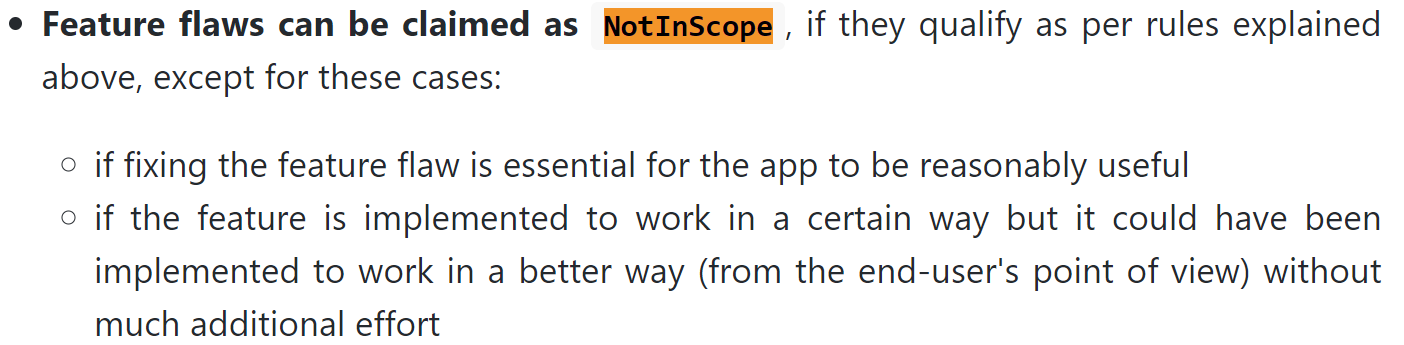 • Feature flaws can be claimed as NotInScope , if they qualify as per rules explained
above, except for these cases:
○ if fixing the feature flaw is essential for the app to be reasonably useful
○ if the feature is implemented to work in a certain way but it could have been
implemented to work in a better way (from the end-user's point of view) without
much additional effort